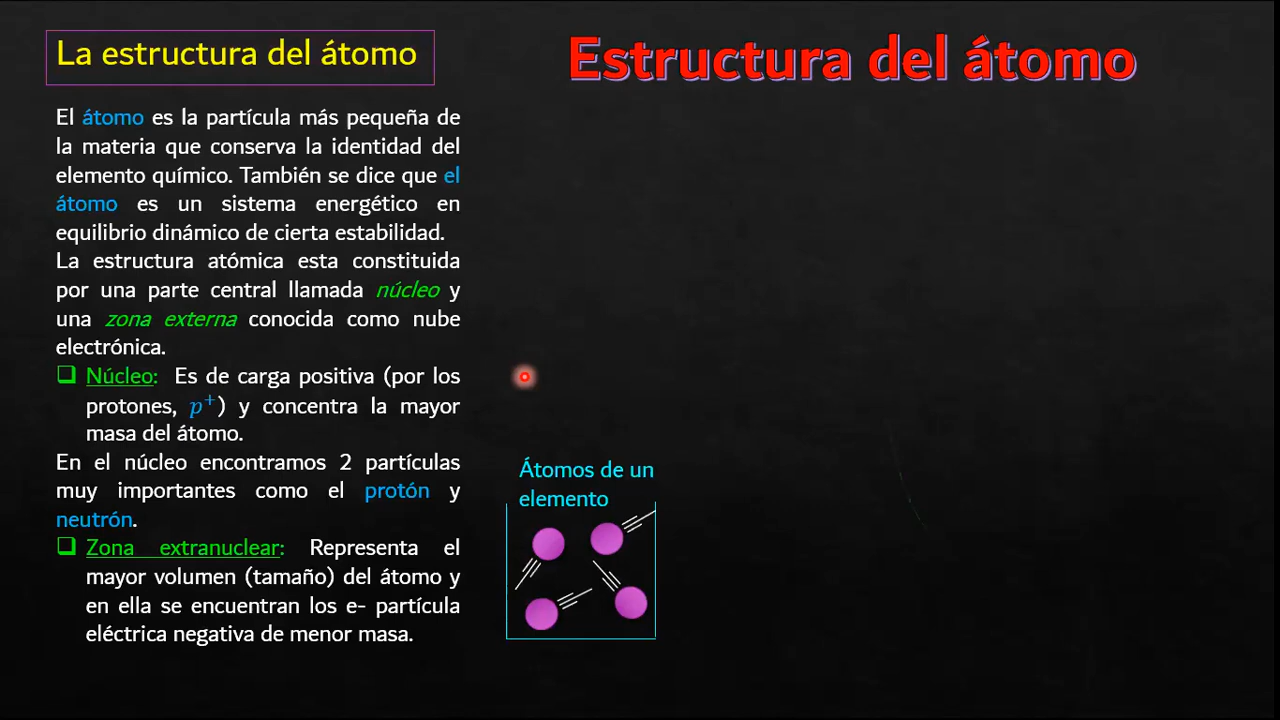 La estructura del átomo
Estructura del átomo
El átomo es la partícula más pequeña de
la materia que conserva la identidad del
elemento químico. También se dice que el
átomo es un sistema energético en
equilibrio dinámico de cierta estabilidad.
La estructura atómica esta constituida
por una parte central llamada núcleo y
una zona externa conocida como nube
electrónica.
❑ Núcleo: Es de carga positiva (por los
protones, p⁺) y concentra la mayor
masa del átomo.
En el núcleo encontramos 2 partículas
muy importantes como el protón y
neutrón.
❑ Zona extranuclear: Representa el
mayor volumen (tamaño) del átomo y
en ella se encuentran los e- partícula
eléctrica negativa de menor masa.
Átomos de un
elemento